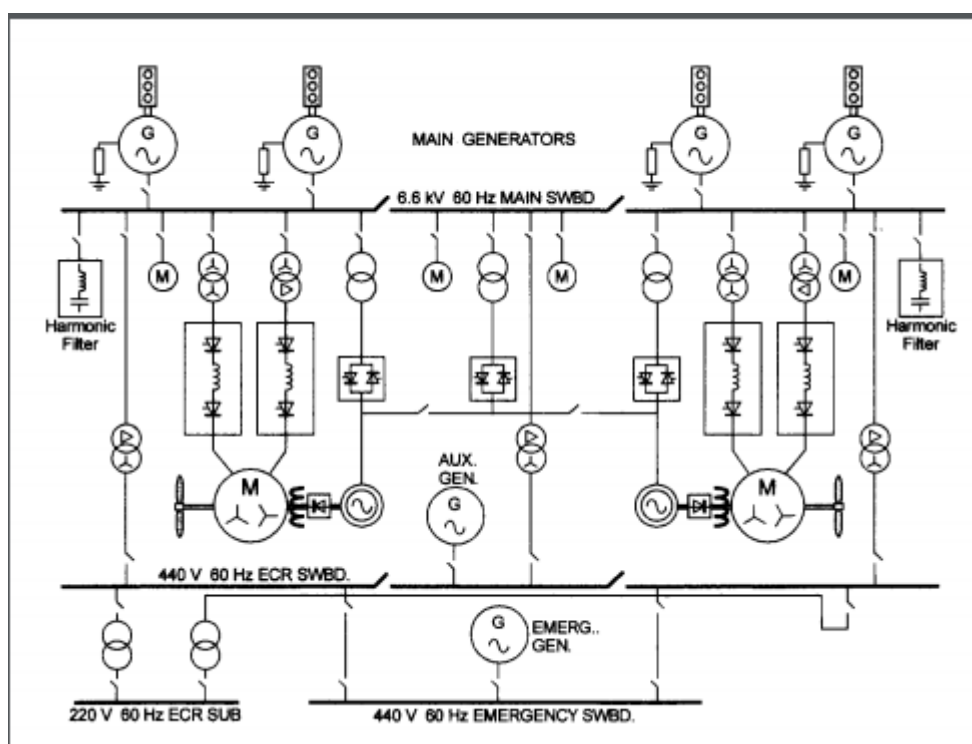 G
G
MAIN GENERATORS
G
G
6.6 kV 60 Hz MAIN SWBD
M
M
M
M
Harmonic
Filter
Harmonic
Filter
AUX.
GEN.
G
M
M
440 V 60 Hz ECR SWBD.
G
EMERG..
GEN.
220 V 60 Hz ECR SUB
440 V 60 Hz EMERGENCY SWBD.